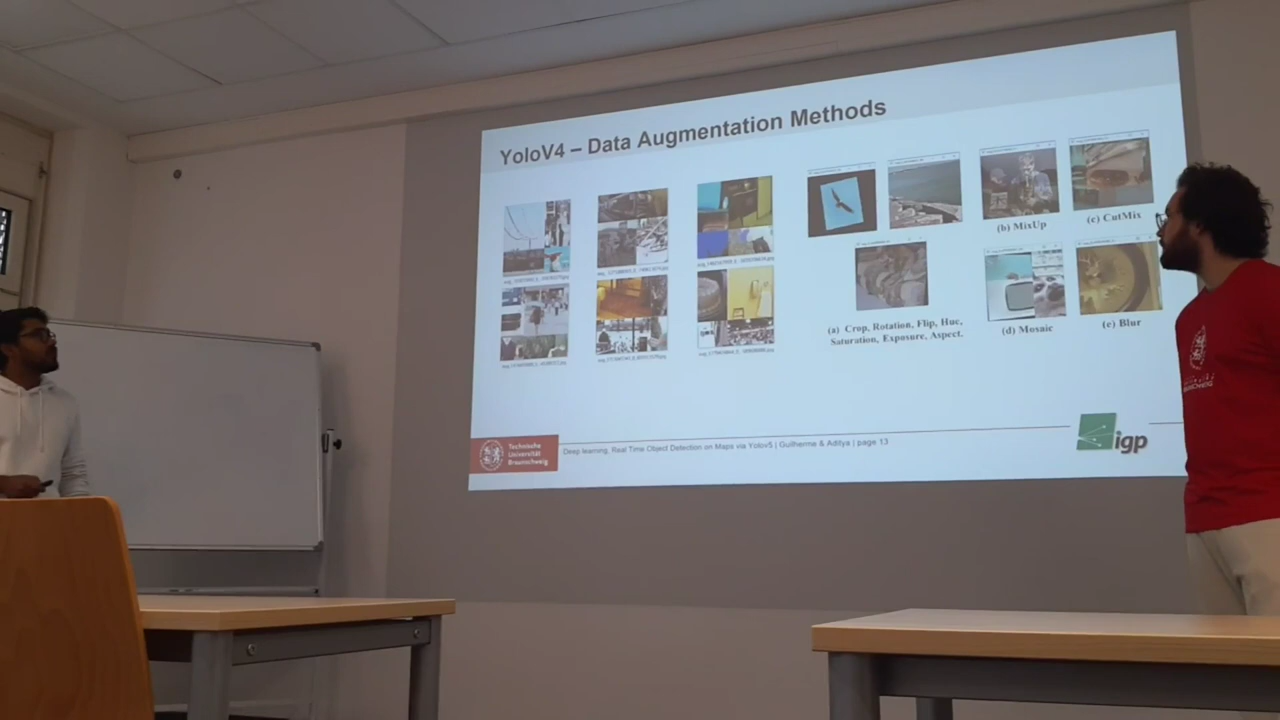 YoloV4 – Data Augmentation Methods
(b) MixUp
(c) CutMix
(a) Crop, Rotation, Flip, Hue,
Saturation, Exposure, Aspect.
(d) Mosaic
(e) Blur
Technische
Universität
Braunschweig
Deep learning, Real Time Object Detection on Maps via Yolov5 | Guilherme & Aditya | page 13
igp